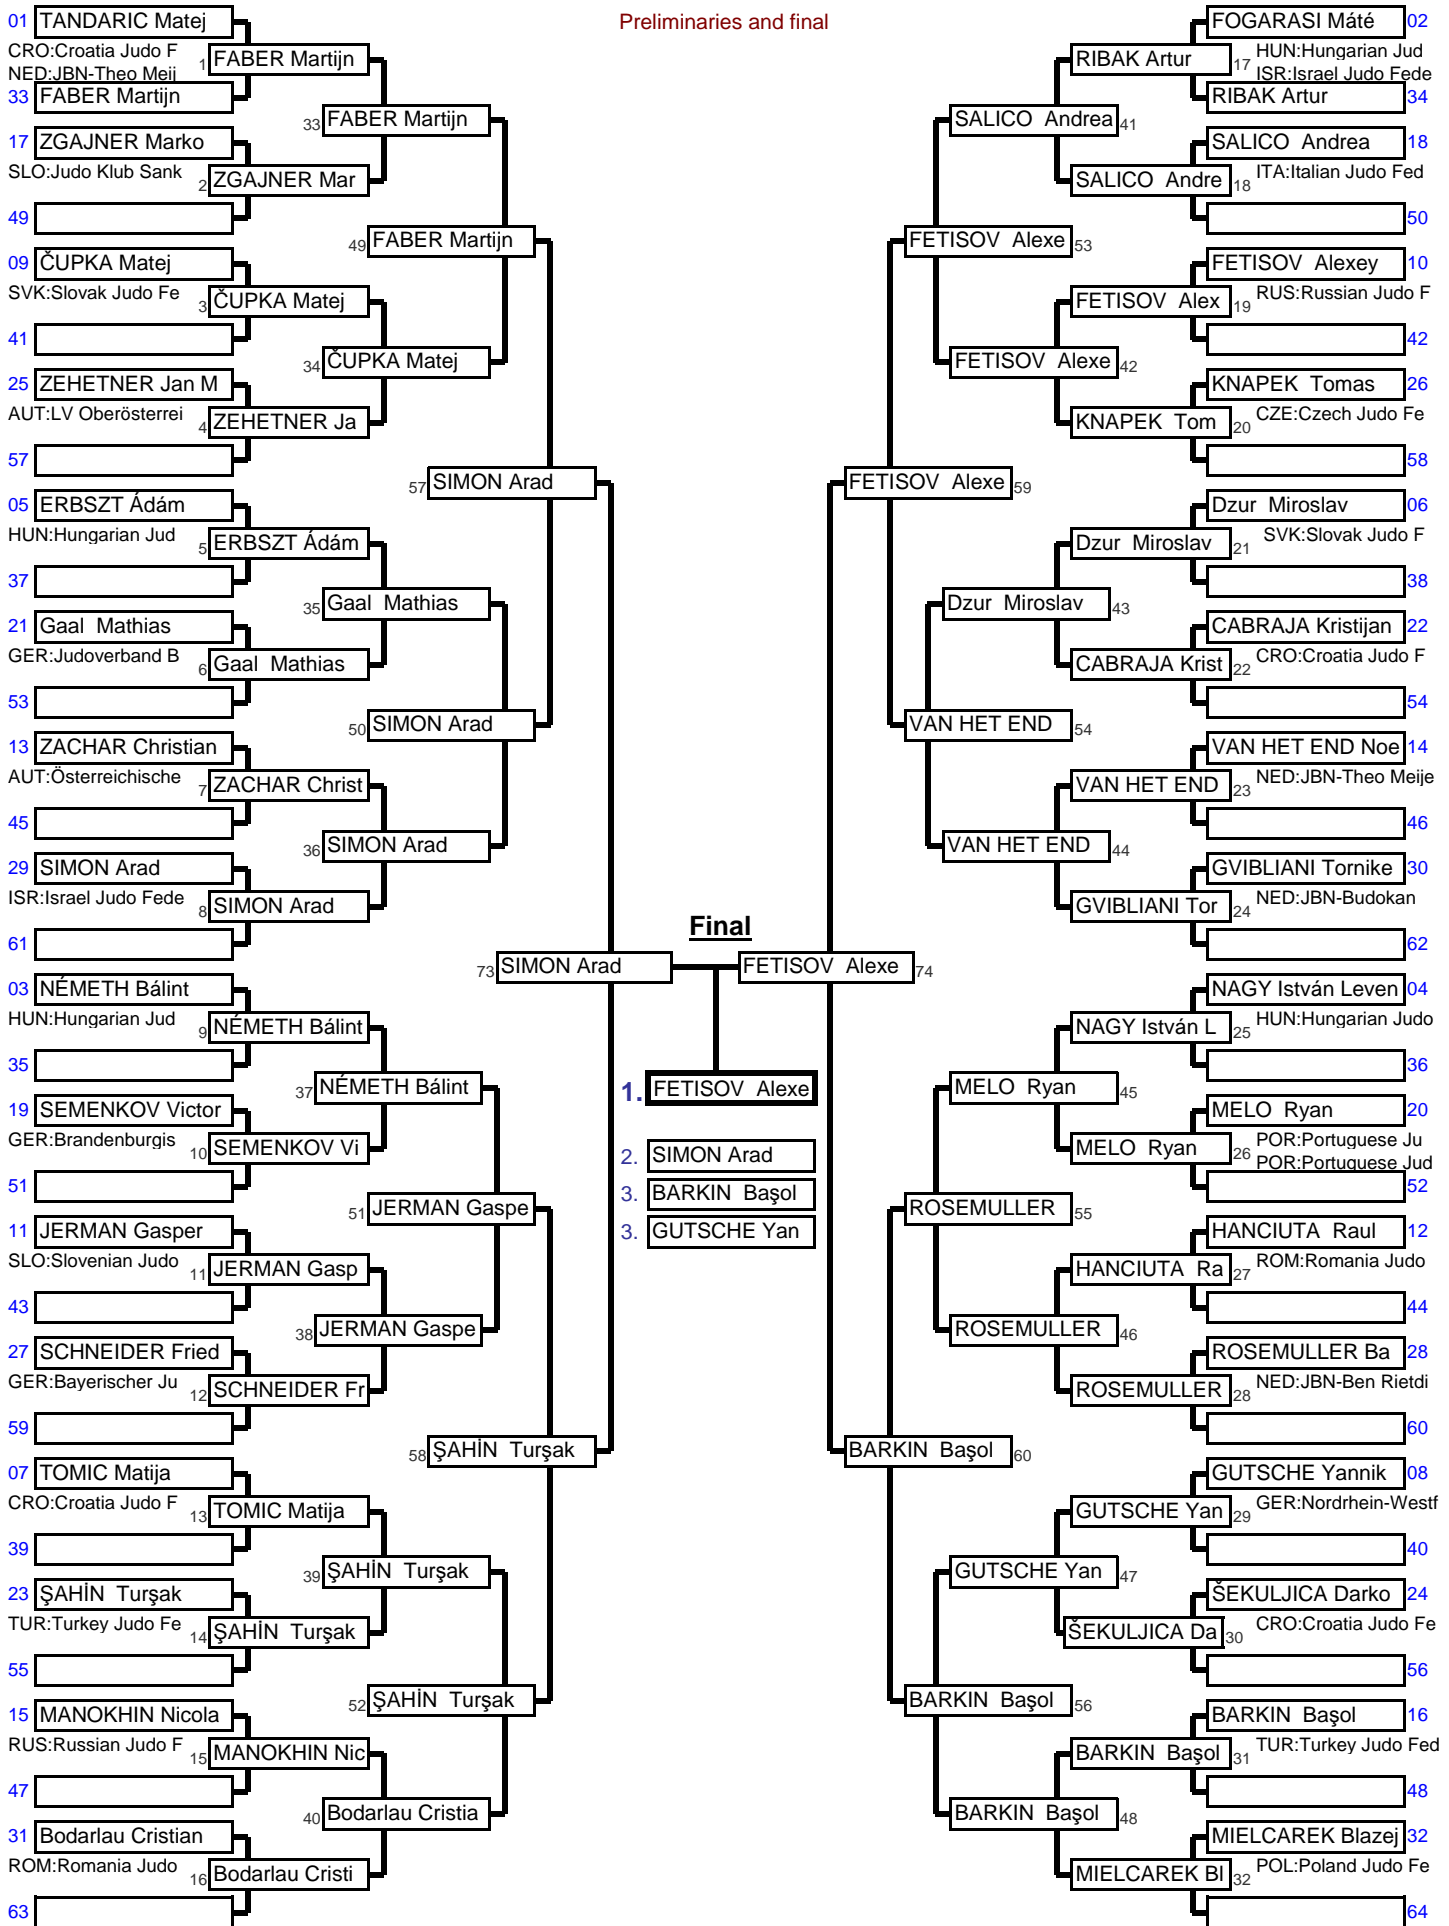 Preliminaries and final
01 TANDARIC Matej
CRO:Croatia Judo F
NED:JBN-Theo Meij
1 FABER Martijn
33 FABER Martijn
33 FABER Martijn
17 ZGAJNER Marko
SLO:Judo Klub Sank
2 ZGAJNER Mar
49
49 FABER Martijn
09 ČUPKA Matej
SVK:Slovak Judo Fe
3 ČUPKA Matej
41
34 ČUPKA Matej
25 ZEHETNER Jan M
AUT:LV Oberösterrei
4 ZEHETNER Ja
57
57 SIMON Arad
05 ERBSZT Ádám
HUN:Hungarian Jud
5 ERBSZT Ádám
37
35 Gaal Mathias
21 Gaal Mathias
GER:Judoverband B
6 Gaal Mathias
53
50 SIMON Arad
13 ZACHAR Christian
AUT:Österreichische
7 ZACHAR Christ
45
36 SIMON Arad
29 SIMON Arad
ISR:Israel Judo Fede
8 SIMON Arad
61
73 SIMON Arad
03 NÉMETH Bálint
HUN:Hungarian Jud
9 NÉMETH Bálint
35
37 NÉMETH Bálint
19 SEMENKOV Victor
GER:Brandenburgis
10 SEMENKOV Vi
51
51 JERMAN Gaspe
11 JERMAN Gasper
SLO:Slovenian Judo
11 JERMAN Gasp
43
38 JERMAN Gaspe
27 SCHNEIDER Fried
GER:Bayerischer Ju
12 SCHNEIDER Fr
59
58 ŞAHİN Turşak
07 TOMIC Matija
CRO:Croatia Judo F
13 TOMIC Matija
39
39 ŞAHİN Turşak
23 ŞAHİN Turşak
TUR:Turkey Judo Fe
14 ŞAHİN Turşak
55
52 ŞAHİN Turşak
15 MANOKHIN Nicola
RUS:Russian Judo F
15 MANOKHIN Nic
47
40 Bodarlau Cristia
31 Bodarlau Cristian
ROM:Romania Judo
16 Bodarlau Cristi
63
Final
1. FETISOV Alexe
2. SIMON Arad
3. BARKIN Başol
3. GUTSCHE Yan
FOGARASI Máté 02
HUN:Hungarian Jud
ISR:Israel Judo Fede
RIBAK Artur 17
RIBAK Artur 34
SALICO Andrea 41
SALICO Andrea 18
ITA:Italian Judo Fed
SALICO Andre 18
50
FETISOV Alexe 53
FETISOV Alexey 10
RUS:Russian Judo F
FETISOV Alex 19
42
FETISOV Alexe 42
KNAPEK Tomas 26
CZE:Czech Judo Fe
KNAPEK Tom 20
58
FETISOV Alexe 59
Dzur Miroslav 06
SVK:Slovak Judo F
Dzur Miroslav 21
38
Dzur Miroslav 43
CABRAJA Kristijan 22
CRO:Croatia Judo F
CABRAJA Krist 22
54
VAN HET END 54
VAN HET END Noe 14
NED:JBN-Theo Meije
VAN HET END 23
46
VAN HET END 44
GVIBLIANI Tornike 30
NED:JBN-Budokan
GVIBLIANI Tor 24
62
FETISOV Alexe 74
NAGY István Leven 04
HUN:Hungarian Judo
NAGY István L 25
36
MELO Ryan 45
MELO Ryan 20
POR:Portuguese Ju
POR:Portuguese Jud
MELO Ryan 26
52
ROSEMULLER 55
HANCIUTA Raul 12
ROM:Romania Judo
HANCIUTA Ra 27
44
ROSEMULLER 46
ROSEMULLER Ba 28
NED:JBN-Ben Rietdi
ROSEMULLER 28
60
BARKIN Başol 60
GUTSCHE Yannik 08
GER:Nordrhein-Westf
GUTSCHE Yan 29
40
GUTSCHE Yan 47
ŠEKULJICA Darko 24
CRO:Croatia Judo Fe
ŠEKULJICA Da 30
56
BARKIN Başol 56
BARKIN Başol 16
TUR:Turkey Judo Fed
BARKIN Başol 31
48
BARKIN Başol 48
MIELCAREK Blazej 32
POL:Poland Judo Fe
MIELCAREK Bl 32
64